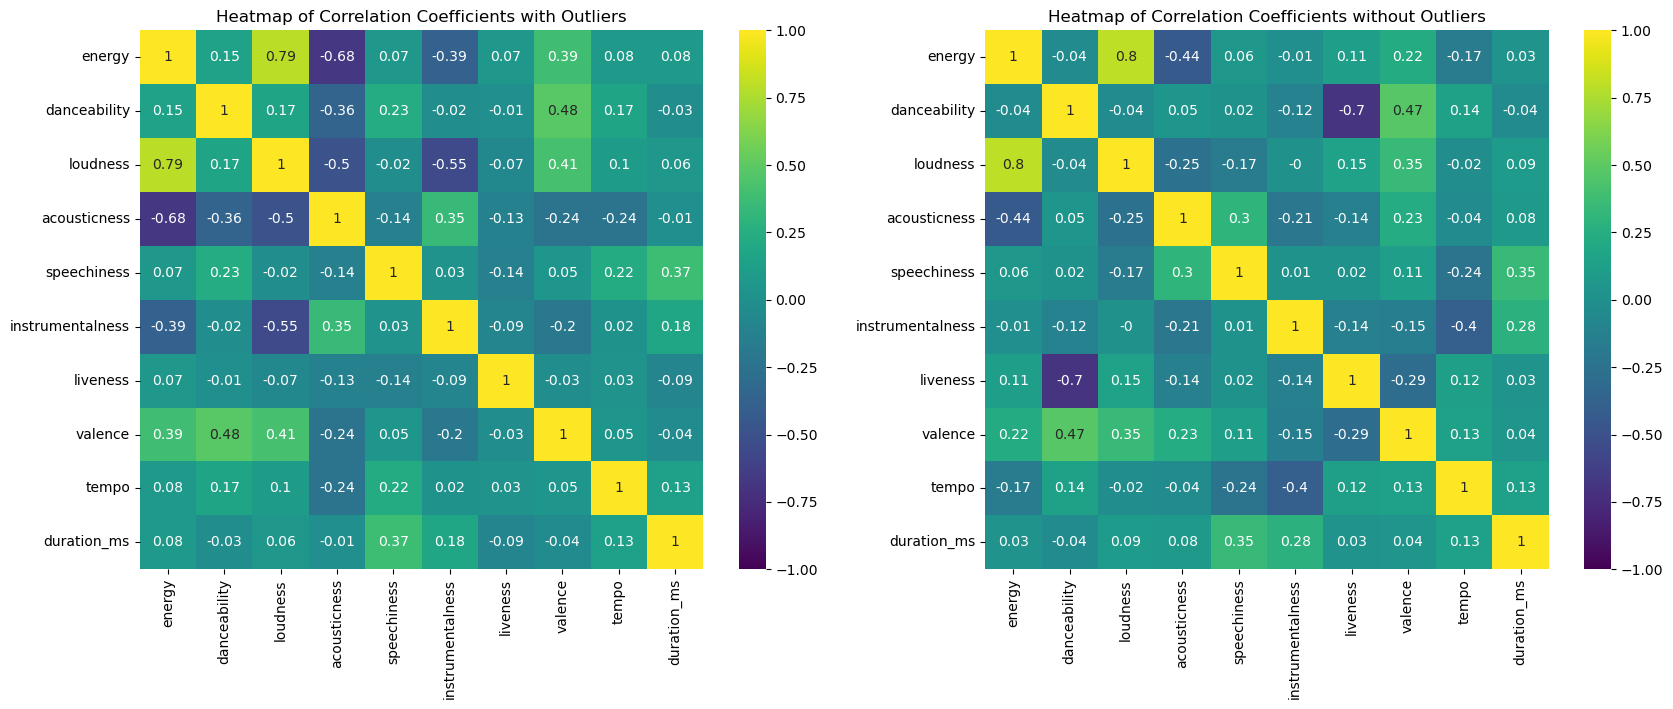 Heatmap of Correlation Coefficients with Outliers
energy 1 0.15 0.79 -0.68 0.07 -0.39 0.07 0.39 0.08 0.08
danceability 0.15 1 0.17 -0.36 0.23 -0.02 -0.01 0.48 0.17 -0.03
loudness 0.79 0.17 1 -0.5 -0.02 -0.55 -0.07 0.41 0.1 0.06
acousticness -0.68 -0.36 -0.5 1 -0.14 0.35 -0.13 -0.24 -0.24 -0.01
speechiness 0.07 0.23 -0.02 -0.14 1 0.03 -0.14 0.05 0.22 0.37
instrumentalness -0.39 -0.02 -0.55 0.35 0.03 1 -0.09 -0.2 0.02 0.18
liveness 0.07 -0.01 -0.07 -0.13 -0.14 -0.09 1 -0.03 0.03 -0.09
valence 0.39 0.48 0.41 -0.24 0.05 -0.2 -0.03 1 0.05 -0.04
tempo 0.08 0.17 0.1 -0.24 0.22 0.02 0.03 0.05 1 0.13
duration_ms 0.08 -0.03 0.06 -0.01 0.37 0.18 -0.09 -0.04 0.13 1
energy danceability loudness acousticness speechiness instrumentalness liveness valence tempo duration_ms
1.00
0.75
0.50
0.25
0.00
−0.25
−0.50
−0.75
−1.00
Heatmap of Correlation Coefficients without Outliers
energy 1 -0.04 0.8 -0.44 0.06 -0.01 0.11 0.22 -0.17 0.03
danceability -0.04 1 -0.04 0.05 0.02 -0.12 -0.7 0.47 0.14 -0.04
loudness 0.8 -0.04 1 -0.25 -0.17 -0 0.15 0.35 -0.02 0.09
acousticness -0.44 0.05 -0.25 1 0.3 -0.21 -0.14 0.23 -0.04 0.08
speechiness 0.06 0.02 -0.17 0.3 1 0.01 0.02 0.11 -0.24 0.35
instrumentalness -0.01 -0.12 -0 -0.21 0.01 1 -0.14 -0.15 -0.4 0.28
liveness 0.11 -0.7 0.15 -0.14 0.02 -0.14 1 -0.29 0.12 0.03
valence 0.22 0.47 0.35 0.23 0.11 -0.15 -0.29 1 0.13 0.04
tempo -0.17 0.14 -0.02 -0.04 -0.24 -0.4 0.12 0.13 1 0.13
duration_ms 0.03 -0.04 0.09 0.08 0.35 0.28 0.03 0.04 0.13 1
energy danceability loudness acousticness speechiness instrumentalness liveness valence tempo duration_ms
1.00
0.75
0.50
0.25
0.00
−0.25
−0.50
−0.75
−1.00